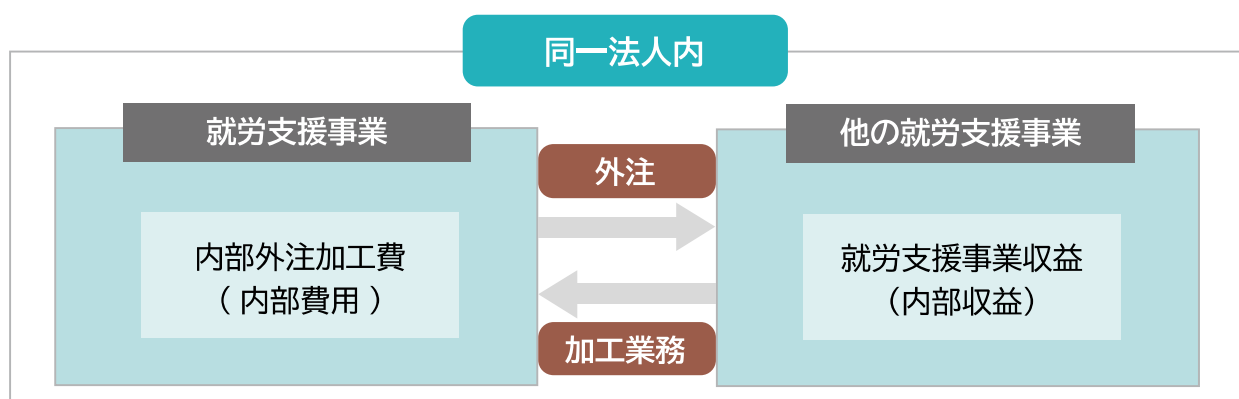 同一法人内
就労支援事業
他の就労支援事業
外注
内部外注加工費
（ 内部費用 ）
就労支援事業収益
（内部収益）
加工業務